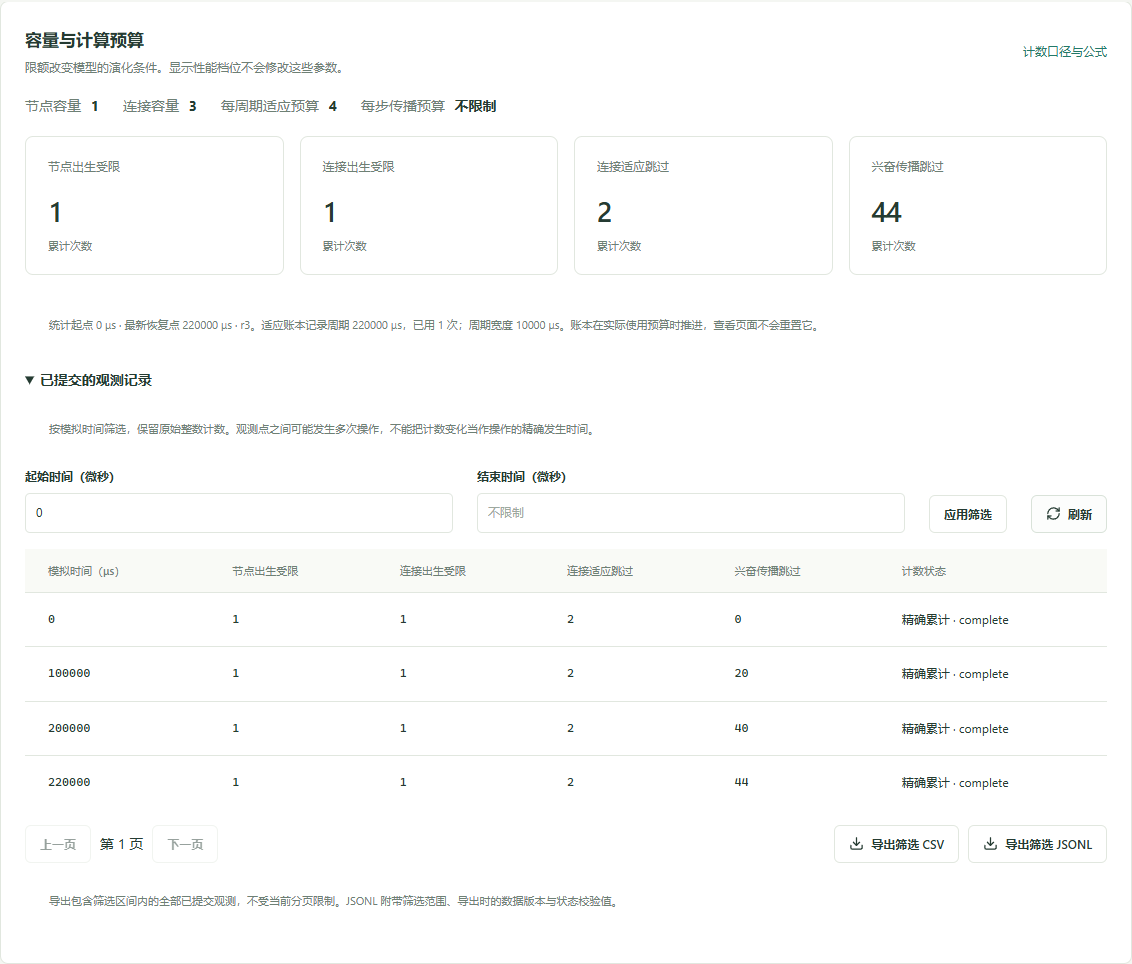 容量与计算预算
计数口径与公式
限额改变模型的演化条件。显示性能档位不会修改这些参数。
节点容量 1 连接容量 3 每周期适应预算 4 每步传播预算 不限制
节点出生受限 连接出生受限 连接适应跳过 兴奋传播跳过
1 1 2 44
累计次数 累计次数 累计次数 累计次数
统计起点 0 μs · 最新恢复点 220000 μs · r3。适应账本记录周期 220000 μs，已用 1 次；周期宽度 10000 μs。账本在实际使用预算时推进，查看页面不会重置它。
▼ 已提交的观测记录
按模拟时间筛选，保留原始整数计数。观测点之间可能发生多次操作，不能把计数变化当作操作的精确发生时间。
起始时间（微秒） 结束时间（微秒）
0 不限制 应用筛选 刷新
模拟时间（μs） 节点出生受限 连接出生受限 连接适应跳过 兴奋传播跳过 计数状态
0 1 1 2 0 精确累计 · complete
100000 1 1 2 20 精确累计 · complete
200000 1 1 2 40 精确累计 · complete
220000 1 1 2 44 精确累计 · complete
上一页 第 1 页 下一页 导出筛选 CSV 导出筛选 JSONL
导出包含筛选区间内的全部已提交观测，不受当前分页限制。JSONL 附带筛选范围、导出时的数据版本与状态校验值。